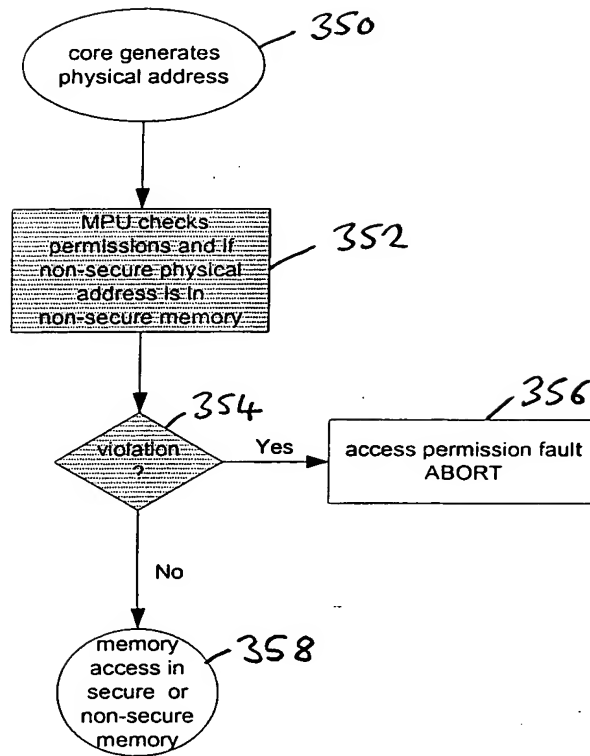 350
core generates
physical address
352
MPU checks
permissions and if
non-secure physical
address is in
non-secure memory
354
violation
?
Yes
356
access permission fault
ABORT
No
358
memory
access in
secure or
non-secure
memory